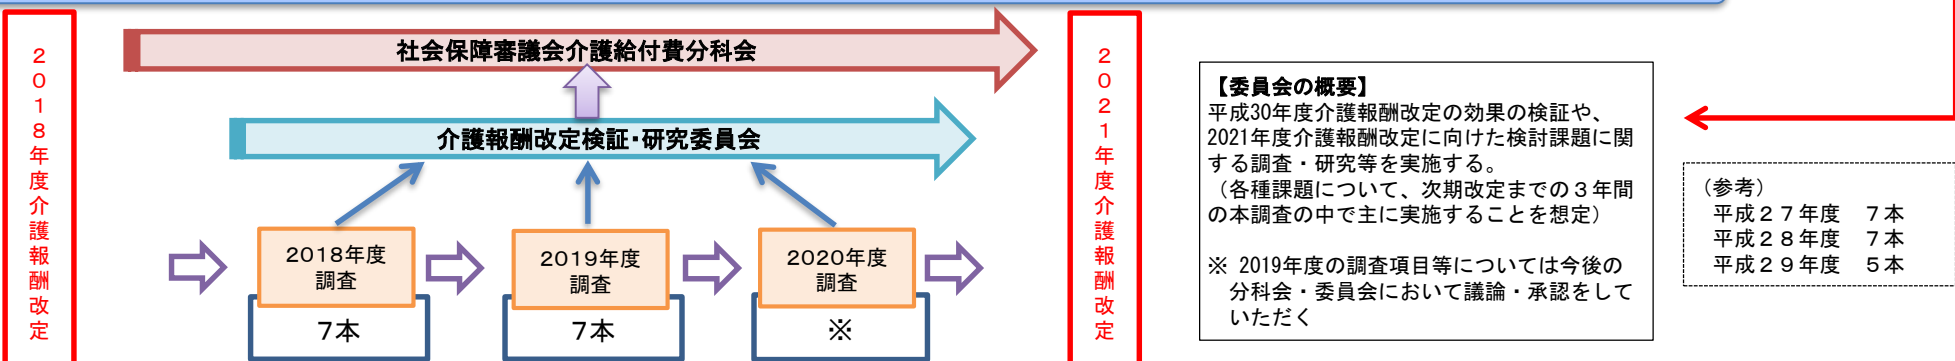 2018年度介護報酬改定
社会保障審議会介護給付費分科会
介護報酬改定検証・研究委員会
2018年度
調査
7本
2019年度
調査
7本
2020年度
調査
※
2021年度介護報酬改定
【委員会の概要】
平成30年度介護報酬改定の効果の検証や、
2021年度介護報酬改定に向けた検討課題に関
する調査・研究等を実施する。
（各種課題について、次期改定までの３年間
の本調査の中で主に実施することを想定）
※ 2019年度の調査項目等については今後の
分科会・委員会において議論・承認をして
いただく
（参考）
平成２７年度　７本
平成２８年度　７本
平成２９年度　５本